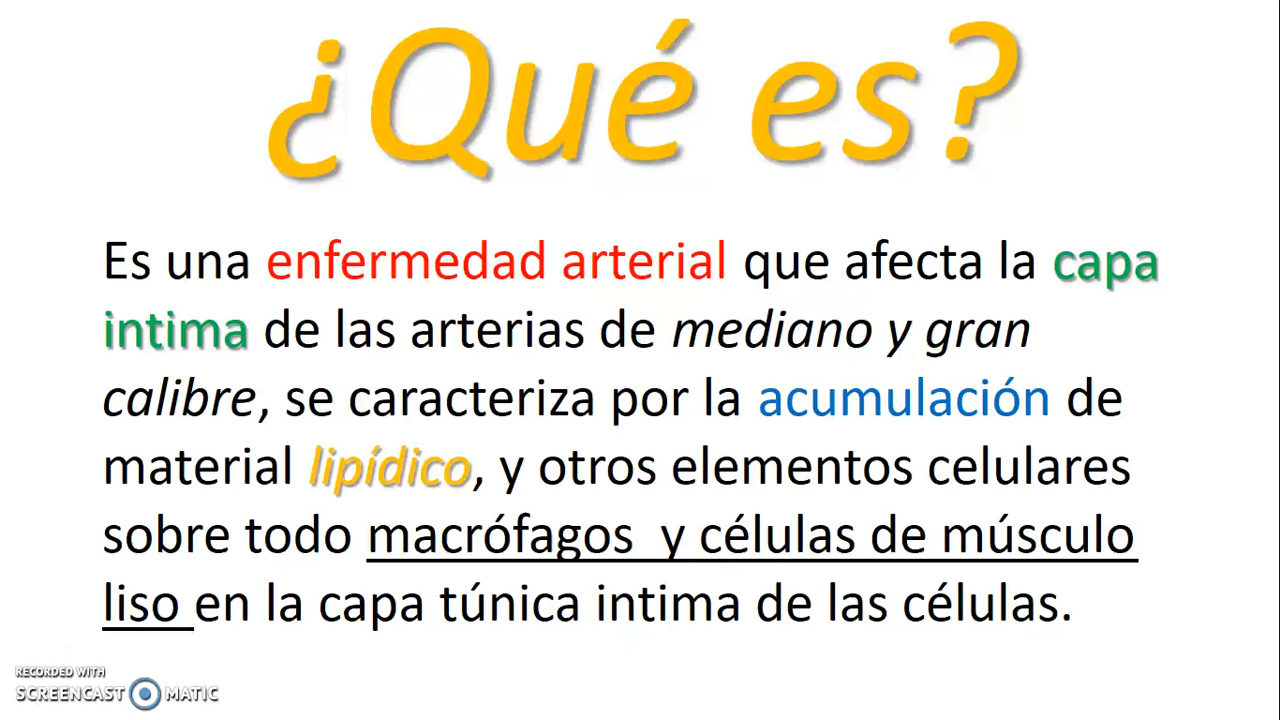 ¿Qué es?
Es una enfermedad arterial que afecta la capa
intima de las arterias de mediano y gran
calibre, se caracteriza por la acumulación de
material lipídico, y otros elementos celulares
sobre todo macrófagos  y células de músculo
liso en la capa túnica intima de las células.
RECORDED WITH
SCREENCAST MATIC